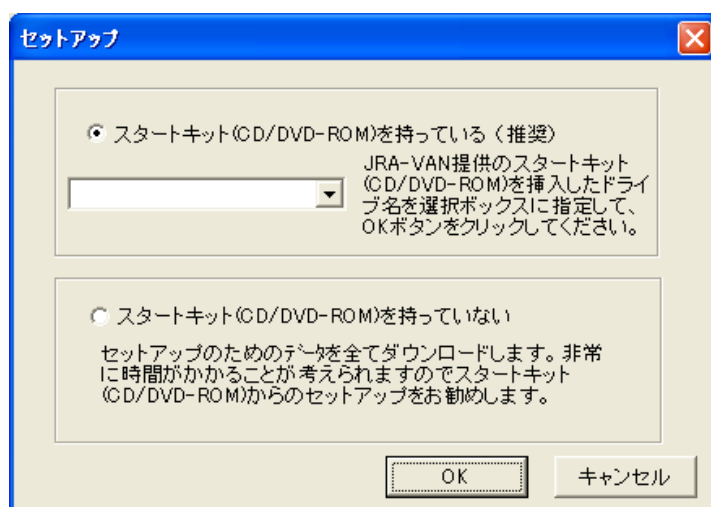 セットアップ
スタートキット(CD/DVD-ROM)を持っている(推奨)
JRA-VAN提供のスタートキット
(CD/DVD-ROM)を挿入したドライ
ブ名を選択ボックスに指定して、
OKボタンをクリックしてください。
スタートキット(CD/DVD-ROM)を持っていない
セットアップのためのデータを全てダウンロードします。非常
に時間がかかることが考えられますのでスタートキット
(CD/DVD-ROM)からのセットアップをお勧めします。
OK
キャンセル